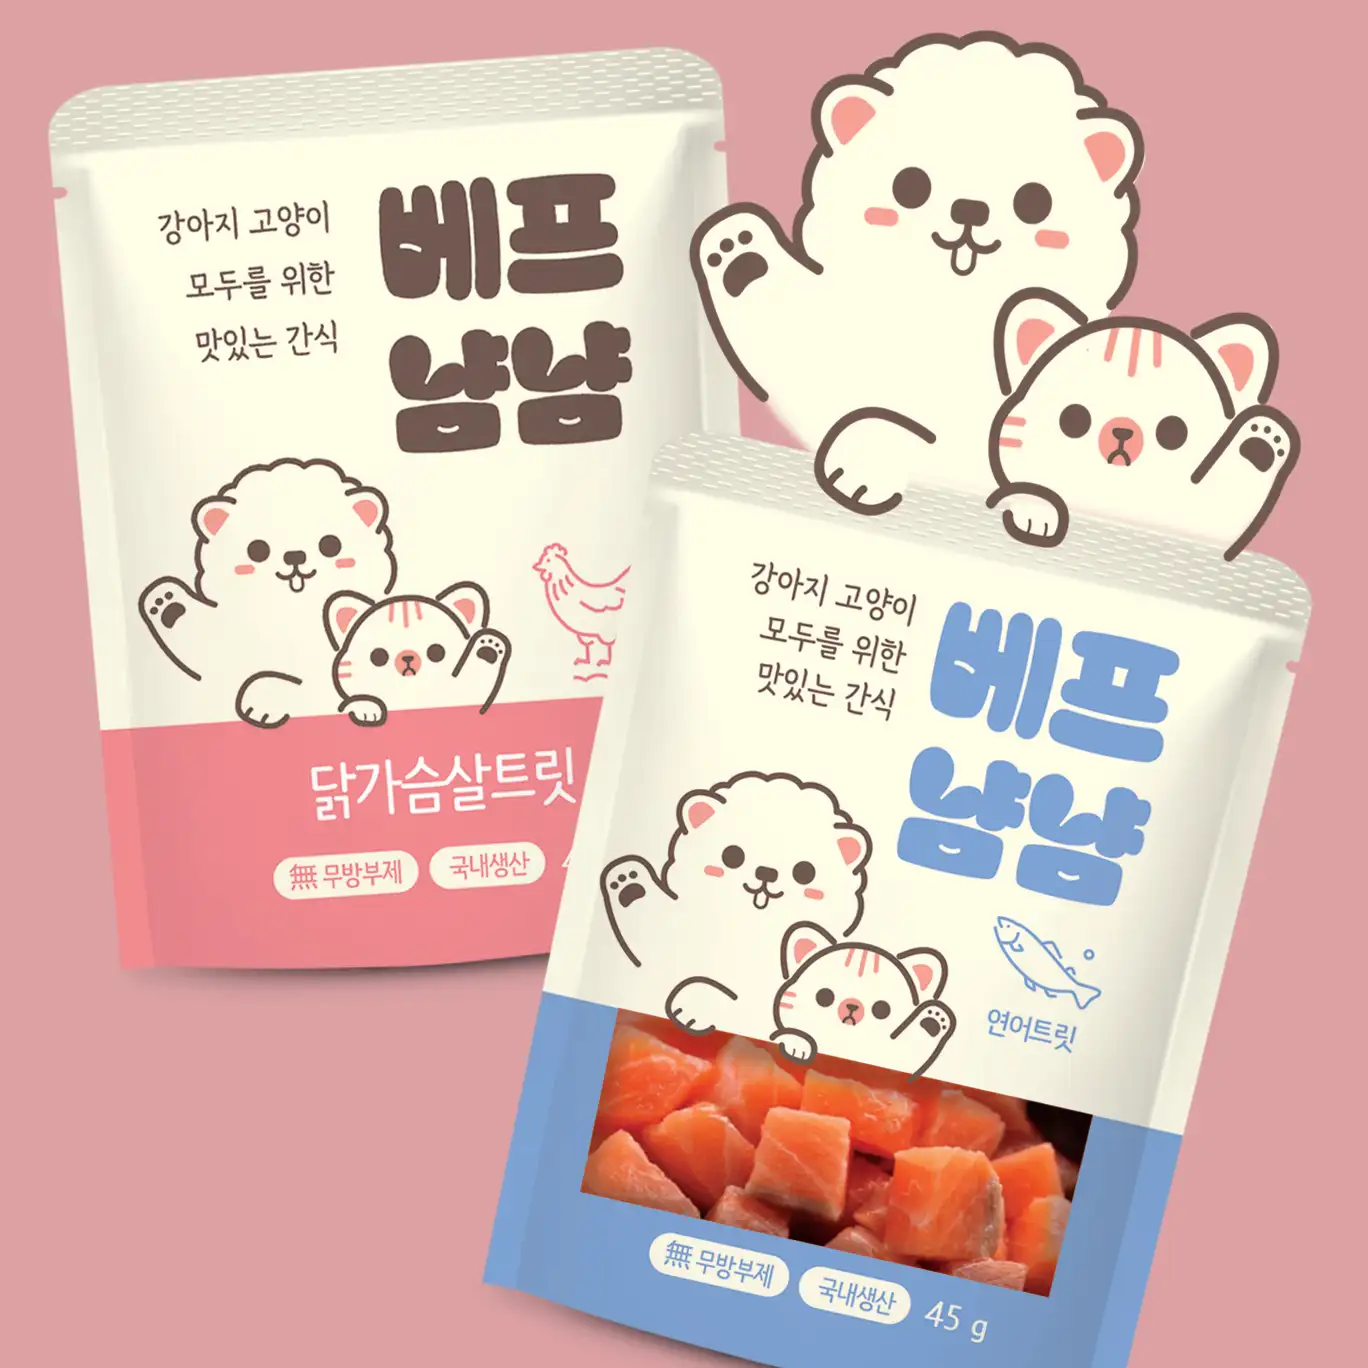 강아지 고양이
모두를 위한
맛있는 간식
베프
냠냠
닭가슴살트릿
無 무방부제
국내생산
강아지 고양이
모두를 위한
맛있는 간식
베프
냠냠
연어트릿
無 무방부제
국내생산
45 g